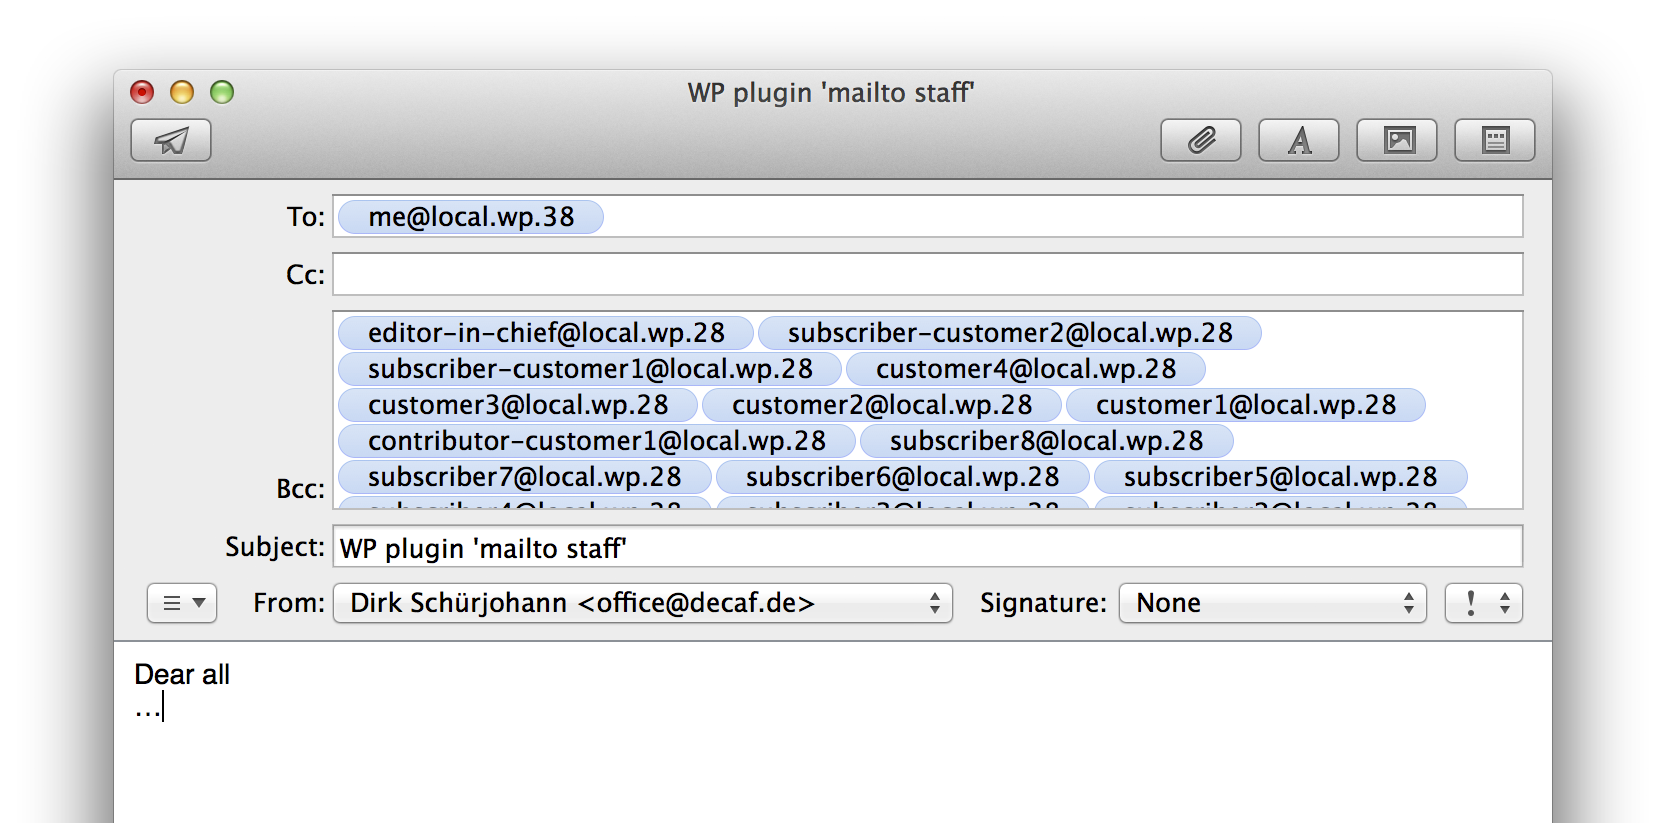 WP plugin 'mailto staff'
To: me@local.wp.38
Cc:
editor-in-chief@local.wp.28 subscriber-customer2@local.wp.28
subscriber-customer1@local.wp.28 customer4@local.wp.28
customer3@local.wp.28 customer2@local.wp.28 customer1@local.wp.28
contributor-customer1@local.wp.28 subscriber8@local.wp.28
Bcc: subscriber7@local.wp.28 subscriber6@local.wp.28 subscriber5@local.wp.28
Subject: WP plugin 'mailto staff'
From: Dirk Schürjohann <office@decaf.de> Signature: None !
Dear all
…